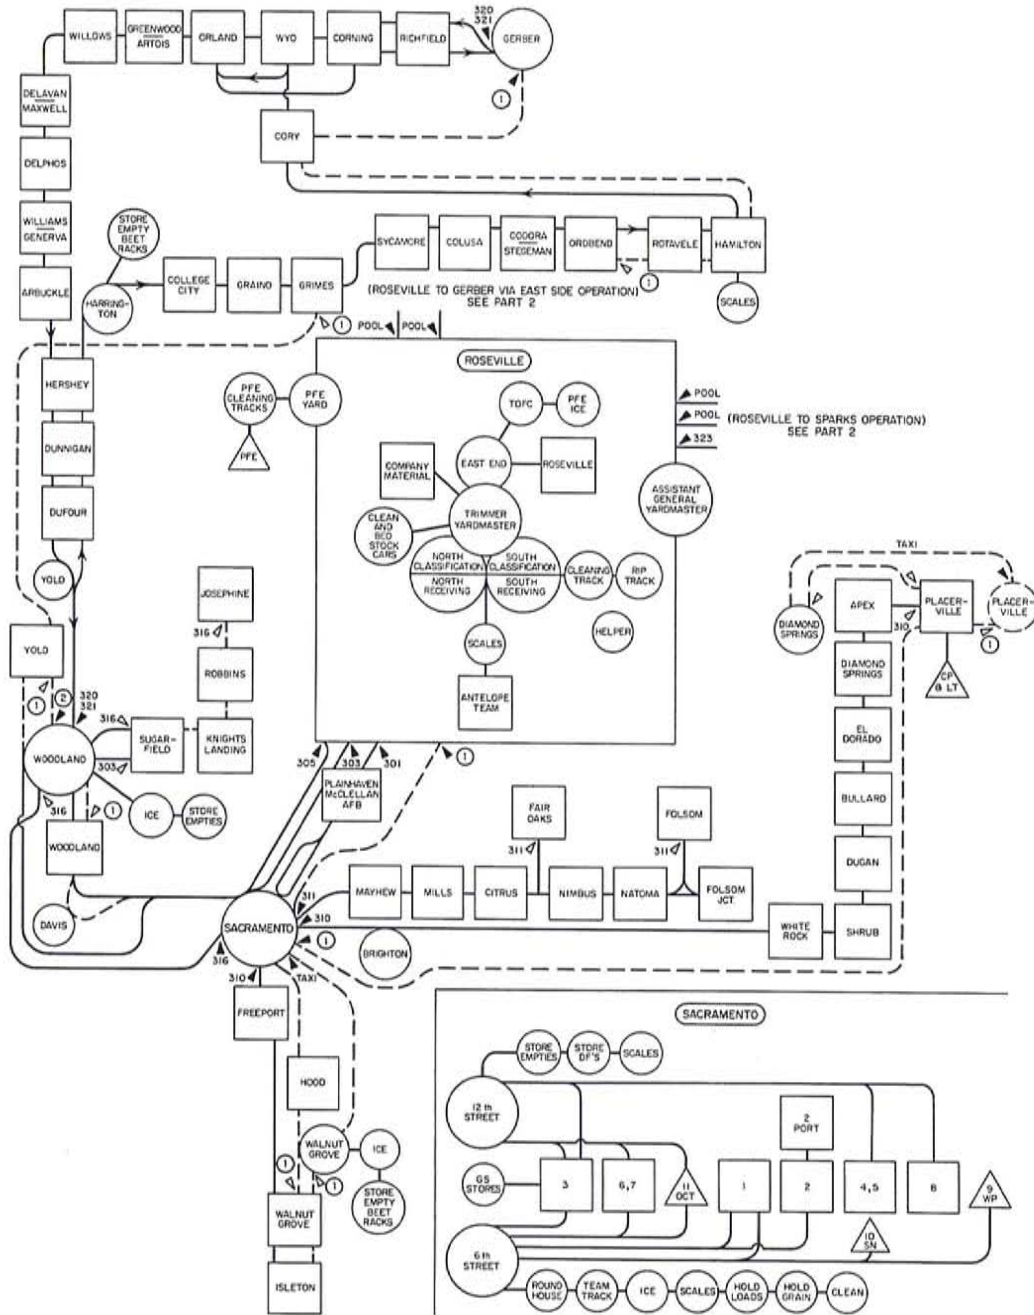 WILLOWS
GREENWOOD
ARTOIS
ORLAND
WYO
CORNING
RICHFIELD
320
321
GERBER
1
DELAVAN
MAXWELL
CORY
DELPHOS
WILLIAMS
GENERVA
STORE
EMPTY
BEET
RACKS
SYCAMORE
COLUSA
CODORA
STEGEMAN
ORDBEND
ROTAVELE
HAMILTON
ARBUCKLE
HARRING-
TON
COLLEGE
CITY
GRAINO
GRIMES
1
SCALES
(ROSEVILLE TO GERBER VIA EAST SIDE OPERATION)
SEE PART 2
1
POOL
POOL
ROSEVILLE
HERSHEY
PFE
CLEANING
TRACKS
PFE
YARD
TOFC
PFE
ICE
POOL
POOL
323
(ROSEVILLE TO SPARKS OPERATION)
SEE PART 2
DUNNIGAN
PFE
COMPANY
MATERIAL
EAST END
ROSEVILLE
ASSISTANT
GENERAL
YARDMASTER
DUFOUR
CLEAN
AND
BED
STOCK
CARS
TRIMMER
YARDMASTER
NORTH
CLASSIFICATION
SOUTH
CLASSIFICATION
NORTH
RECEIVING
SOUTH
RECEIVING
CLEANING
TRACK
RIP
TRACK
TAXI
YOLO
JOSEPHINE
316
APEX
310
PLACER-
VILLE
PLACER-
VILLE
1
DIAMOND
SPRINGS
HELPER
SCALES
YOLO
ROBBINS
DIAMOND
SPRINGS
CP
& LT
ANTELOPE
TEAM
1
2
320
321
316
SUGAR-
FIELD
KNIGHTS
LANDING
EL
DORADO
WOODLAND
303
305
303
301
1
316
1
ICE
STORE
EMPTIES
PLAINHAVEN
McCLELLAN
AFB
BULLARD
FAIR
OAKS
FOLSOM
WOODLAND
311
311
DUGAN
MAYHEW
MILLS
CITRUS
NIMBUS
NATOMA
FOLSOM
JCT.
DAVIS
SACRAMENTO
311
310
1
WHITE
ROCK
SHRUB
316
310
TAXI
BRIGHTON
FREEPORT
SACRAMENTO
STORE
EMPTIES
STORE
DF'S
SCALES
HOOD
12 th
STREET
2
PORT
WALNUT
GROVE
ICE
1
1
STORE
EMPTY
BEET
RACKS
GS
STORES
3
6,7
11
OCT
1
2
4,5
8
9
WP
WALNUT
GROVE
10
SN
6th
STREET
ISLETON
ROUND
HOUSE
TEAM
TRACK
ICE
SCALES
HOLD
LOADS
HOLD
GRAIN
CLEAN